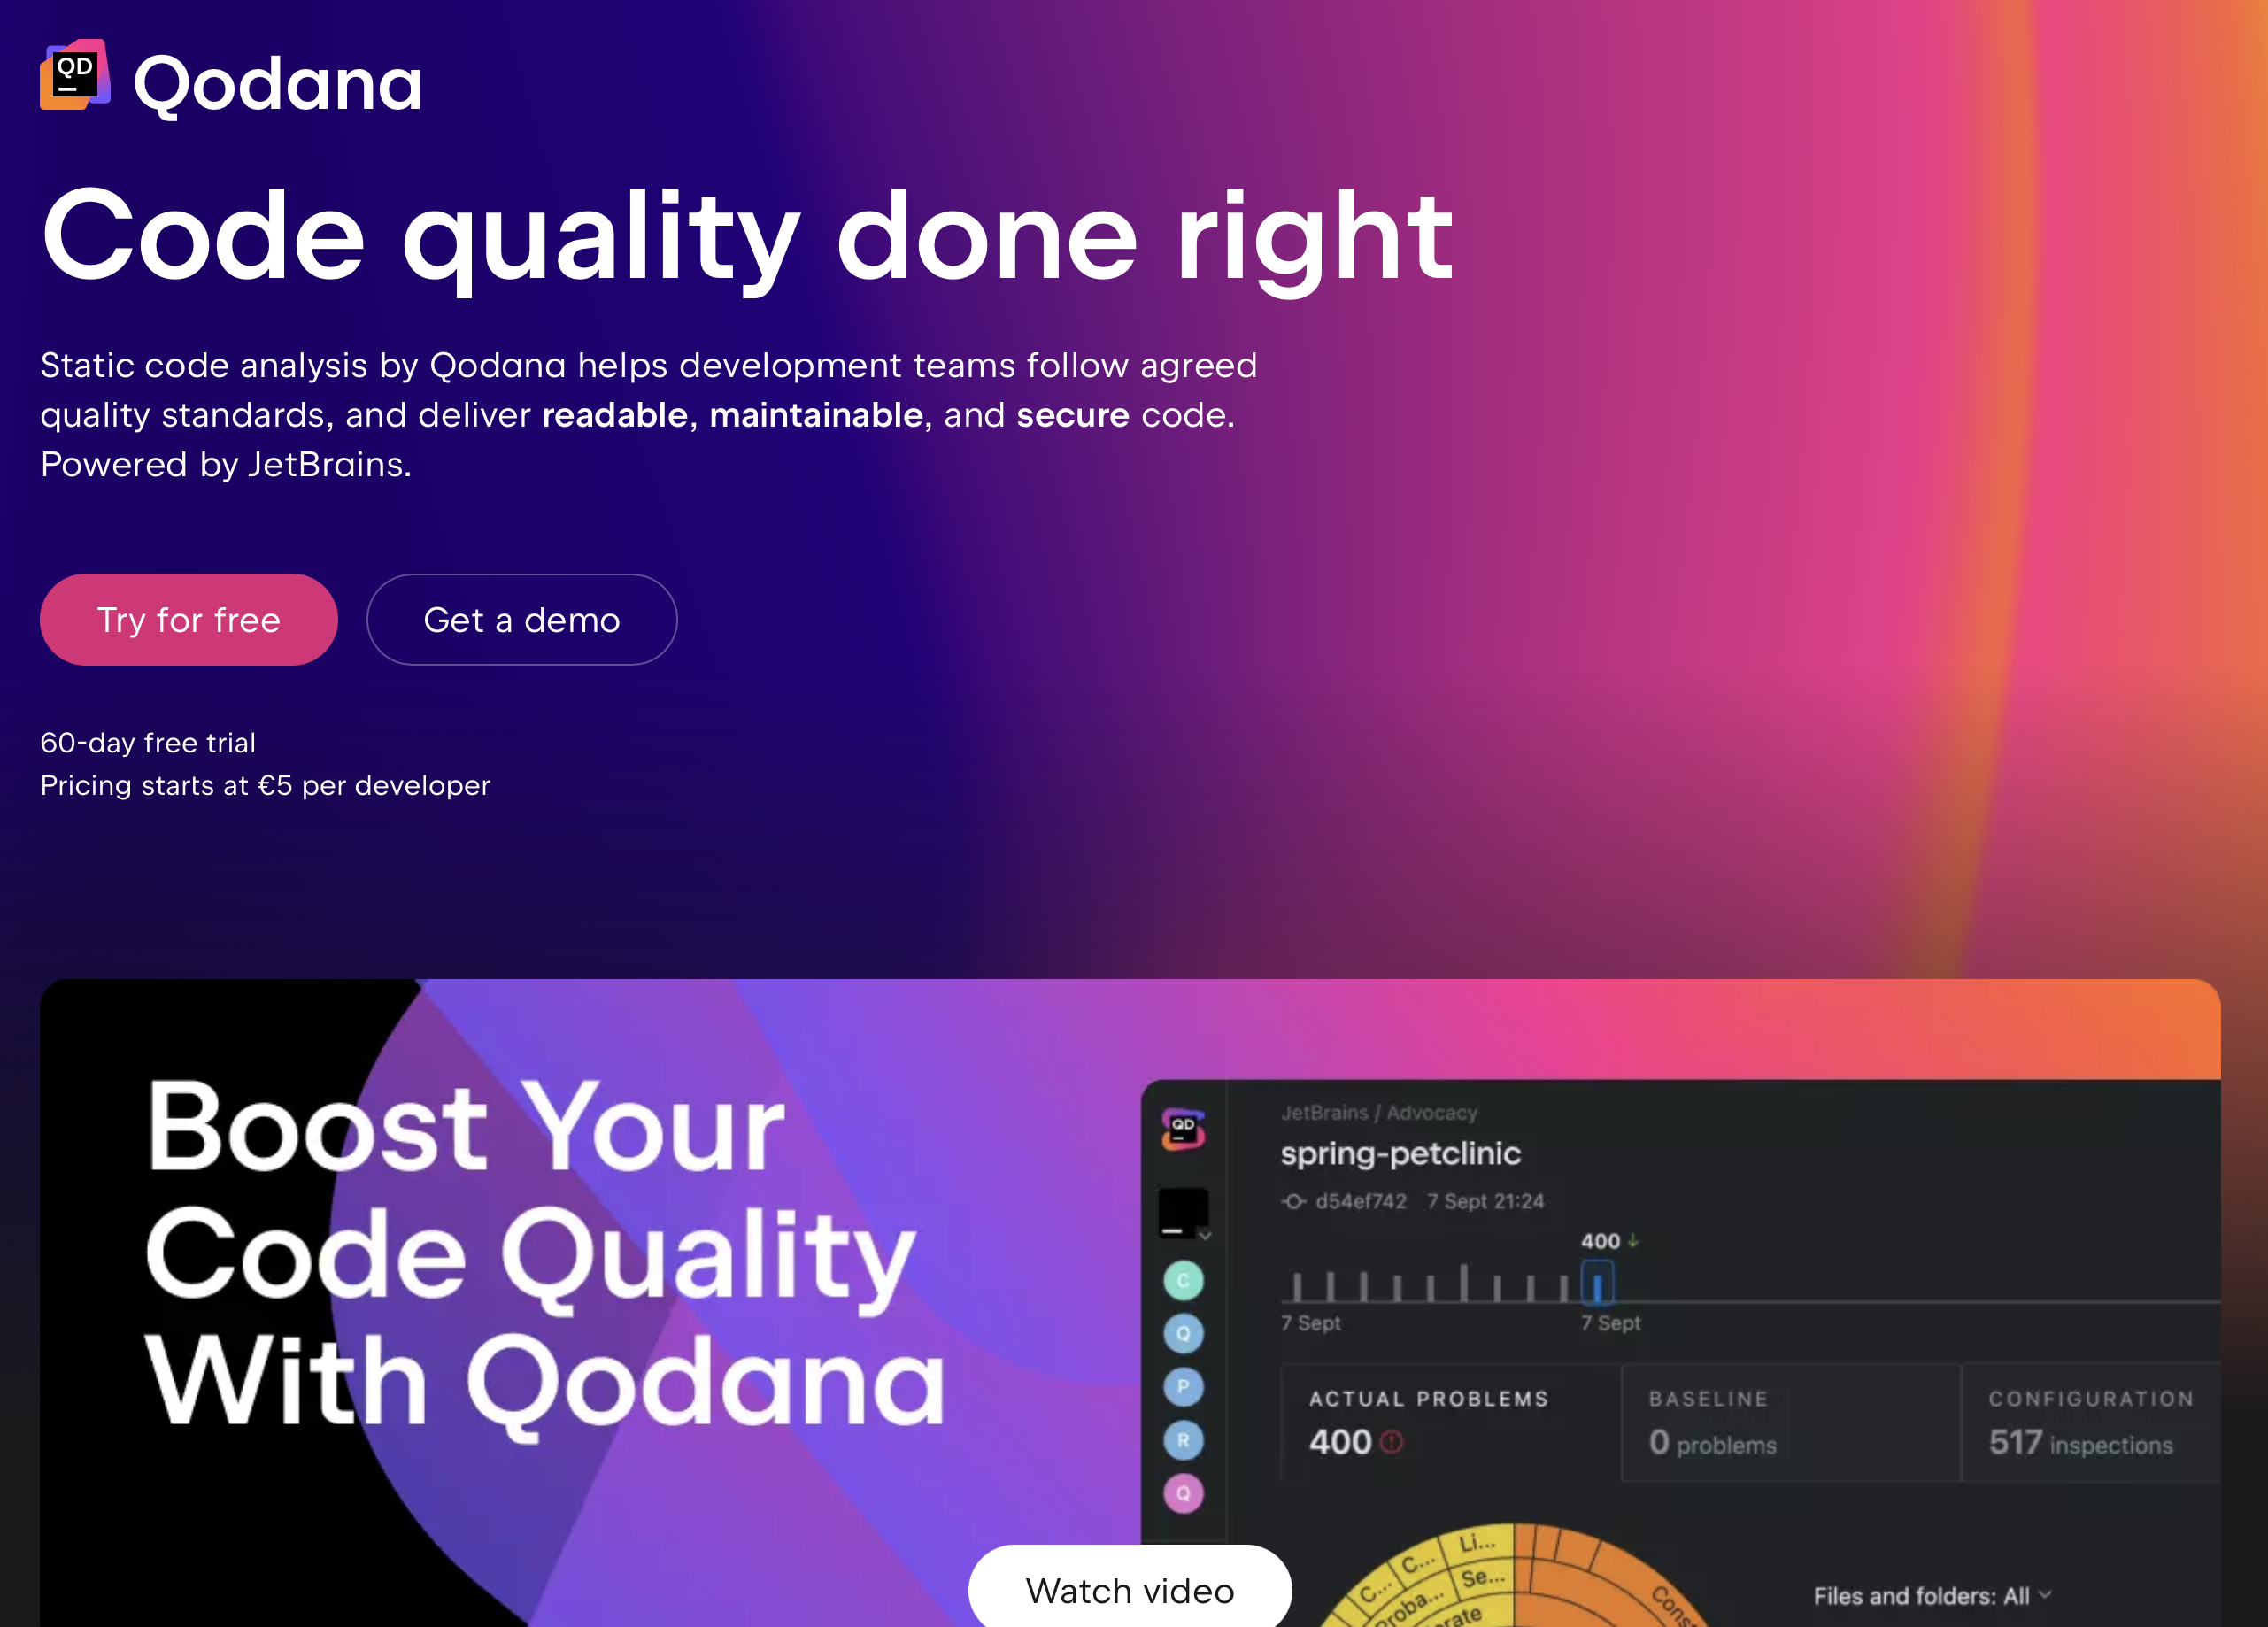 QD
Qodana
Code quality done right
Static code analysis by Qodana helps development teams follow agreed
quality standards, and deliver readable, maintainable, and secure code.
Powered by JetBrains.
Try for free
Get a demo
60-day free trial
Pricing starts at €5 per developer
Boost Your
Code Quality
With Qodana
QD
JetBrains / Advocacy
spring-petclinic
d54ef742 7 Sept 21:24
400 ↓
7 Sept 7 Sept
C
Q
P
R
Q
ACTUAL PROBLEMS
400
BASELINE
0 problems
CONFIGURATION
517 inspections
Li...
C...
C...
Se...
Proba...
erate
Cons
Files and folders: All
Watch video